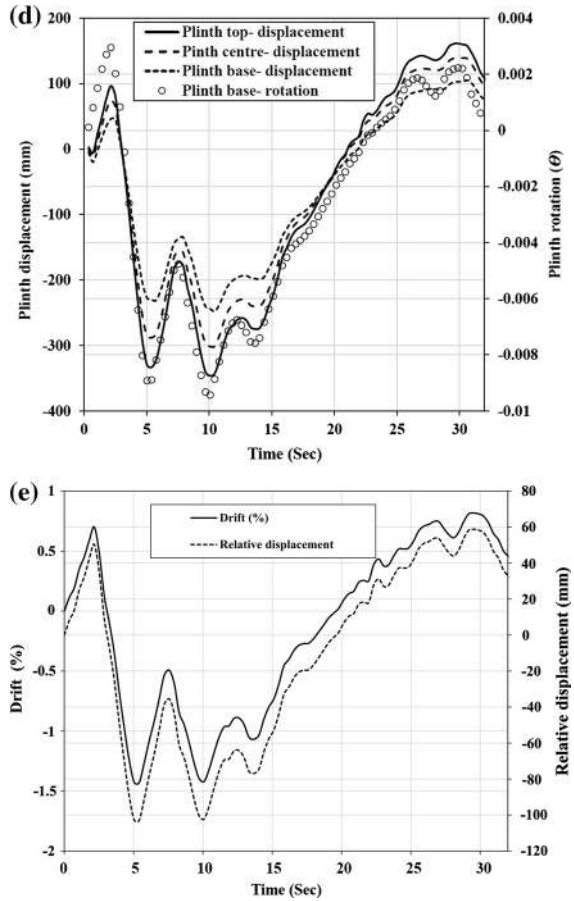 (d)
200
100
0
-100
-200
-300
-400
Plinth displacement (mm)
Plinth top- displacement
Pinth centre- displacement
Plinth base- displacement
Plinth base- rotation
0.004
0.002
0
-0.002
-0.004
-0.006
-0.008
-0.01
Plinth rotation (Θ)
0 5 10 15 20 25 30
Time (Sec)
(e)
1
0.5
0
-0.5
-1
-1.5
-2
Drift (%)
Drift (%)
Relative displacement
80
60
40
20
0
-20
-40
-60
-80
-100
-120
Relative displacement (mm)
0 5 10 15 20 25 30
Time (Sec)